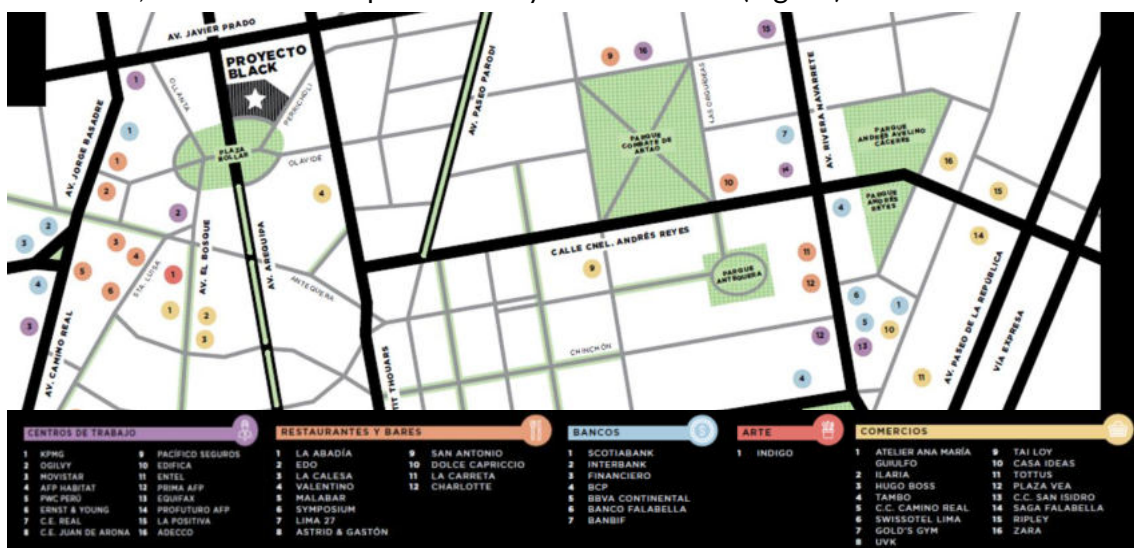 AV. JAVIER PRADO
PROYECTO
BLACK
OLLANTA
PERRICHOLI
PLAZA
ROLLAR
OLAVIDE
AV. JORGE BASADRE
AV. PASEO PARODI
LAS ORQUÍDEAS
PARQUE
COMBATE DE
ABTAO
AV. RIVERA NAVARRETE
PARQUE
ANDRÉS AVELINO
CÁCERES
PARQUE
ANDRÉS
REYES
CALLE CNEL. ANDRÉS REYES
PARQUE
ANTEQUERA
STA. LUISA
AV. EL BOSQUE
AV. AREQUIPA
ANTEQUERA
CHINCHÓN
AV. CAMINO REAL
TIT THOUARS
AV. PASEO DE LA REPÚBLICA
VÍA EXPRESA
CENTROS DE TRABAJO
1 KPMG
2 OGILVY
3 MOVISTAR
4 AFP HABITAT
5 PWC PERÚ
6 ERNST & YOUNG
7 C.E. REAL
8 C.E. JUAN DE ARONA
9 PACÍFICO SEGUROS
10 EDIFICA
11 ENTEL
12 PRIMA AFP
13 EQUIFAX
14 PROFUTURO AFP
15 LA POSITIVA
16 ADECCO
RESTAURANTES Y BARES
1 LA ABADÍA
2 EDO
3 LA CALESA
4 VALENTINO
5 MALABAR
6 SYMPOSIUM
7 LIMA 27
8 ASTRID & GASTÓN
9 SAN ANTONIO
10 DOLCE CAPRICCIO
11 LA CARRETA
12 CHARLOTTE
BANCOS
1 SCOTIABANK
2 INTERBANK
3 FINANCIERO
4 BCP
5 BBVA CONTINENTAL
6 BANCO FALABELLA
7 BANBIF
ARTE
1 INDIGO
COMERCIOS
1 ATELIER ANA MARÍA
GUIULFO
2 ILARIA
3 HUGO BOSS
4 TAMBO
5 C.C. CAMINO REAL
6 SWISSOTEL LIMA
7 GOLD'S GYM
8 UVK
9 TAI LOY
10 CASA IDEAS
11 TOTTUS
12 PLAZA VEA
13 C.C. SAN ISIDRO
14 SAGA FALABELLA
15 RIPLEY
16 ZARA